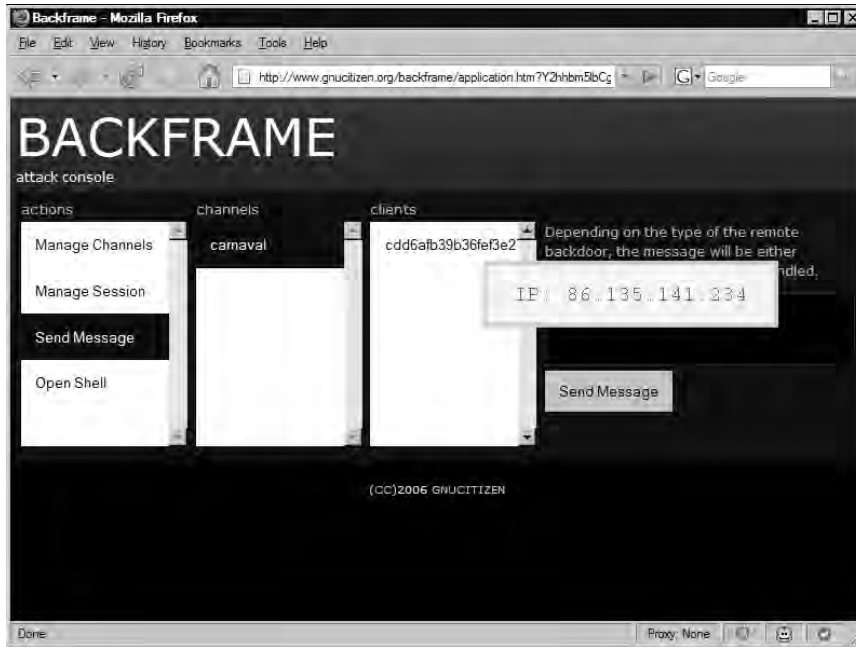 Backframe - Mozilla Firefox
File Edit View History Bookmarks Tools Help
http://www.gnucitizen.org/backframe/application.htm?Y2hhbm5lbCg
G Google
BACKFRAME
attack console
actions
channels
clients
Manage Channels
Manage Session
Send Message
Open Shell
carnaval
cdd6afb39b36fef3e2
Depending on the type of the remote
backdoor, the message will be either
ndled.
IP: 86.135.141.234
Send Message
(CC)2006 GNUCITIZEN
Done
Proxy: None